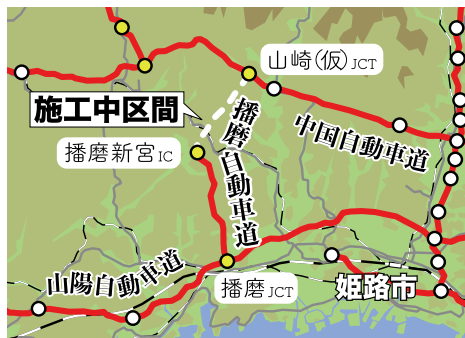 山崎(仮)JCT
施工中区間
播磨新宮IC
中国自動車道
播磨自動車道
山陽自動車道
播磨JCT
姫路市